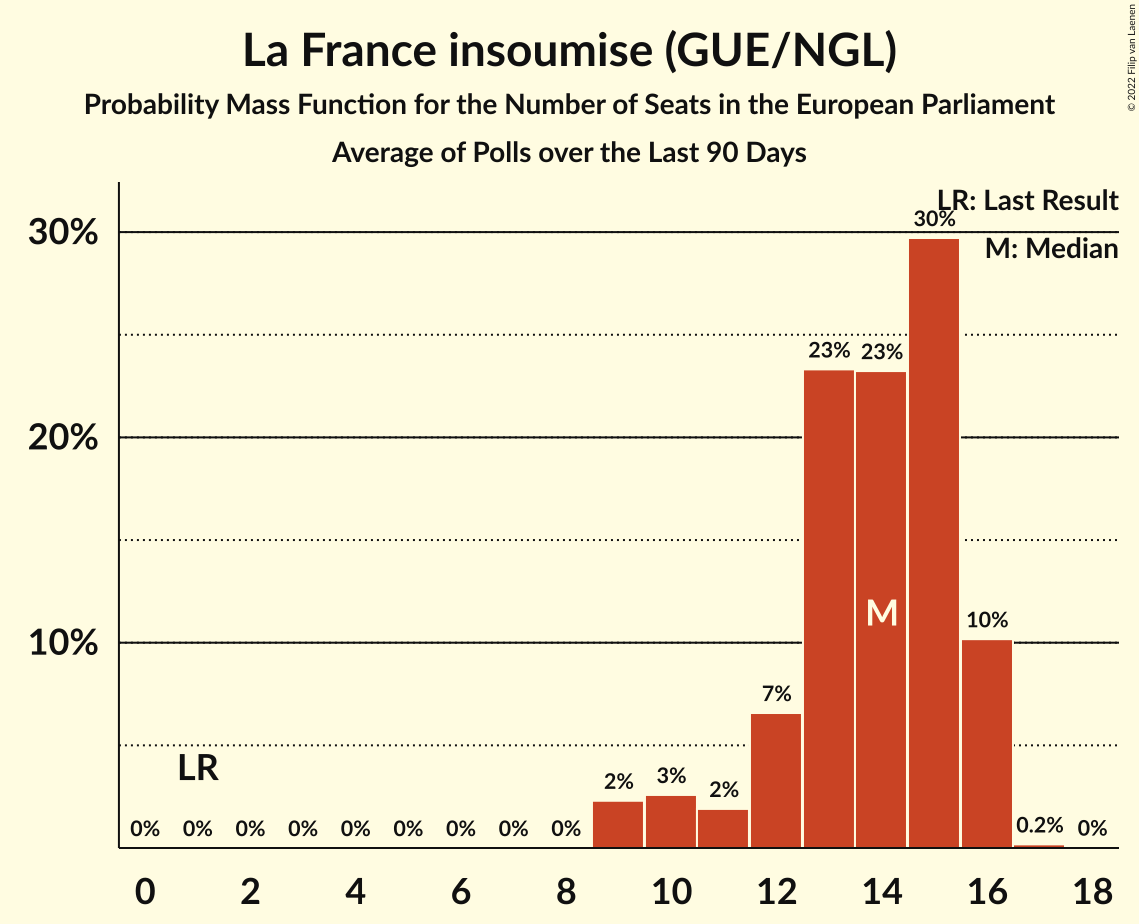 La France insoumise (GUE/NGL)
Probability Mass Function for the Number of Seats in the European Parliament
Average of Polls over the Last 90 Days
© 2022 Filip van Laenen
LR: Last Result
M: Median
30%
20%
10%
30%
23% 23%
M
10%
7%
LR
2% 3% 2%
0% 0% 0% 0% 0% 0% 0% 0% 0% 0.2% 0%
0 2 4 6 8 10 12 14 16 18